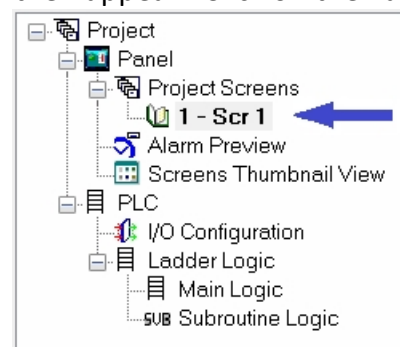 Project
Panel
Project Screens
1 - Scr 1
Alarm Preview
Screens Thumbnail View
PLC
I/O Configuration
Ladder Logic
Main Logic
SUB Subroutine Logic